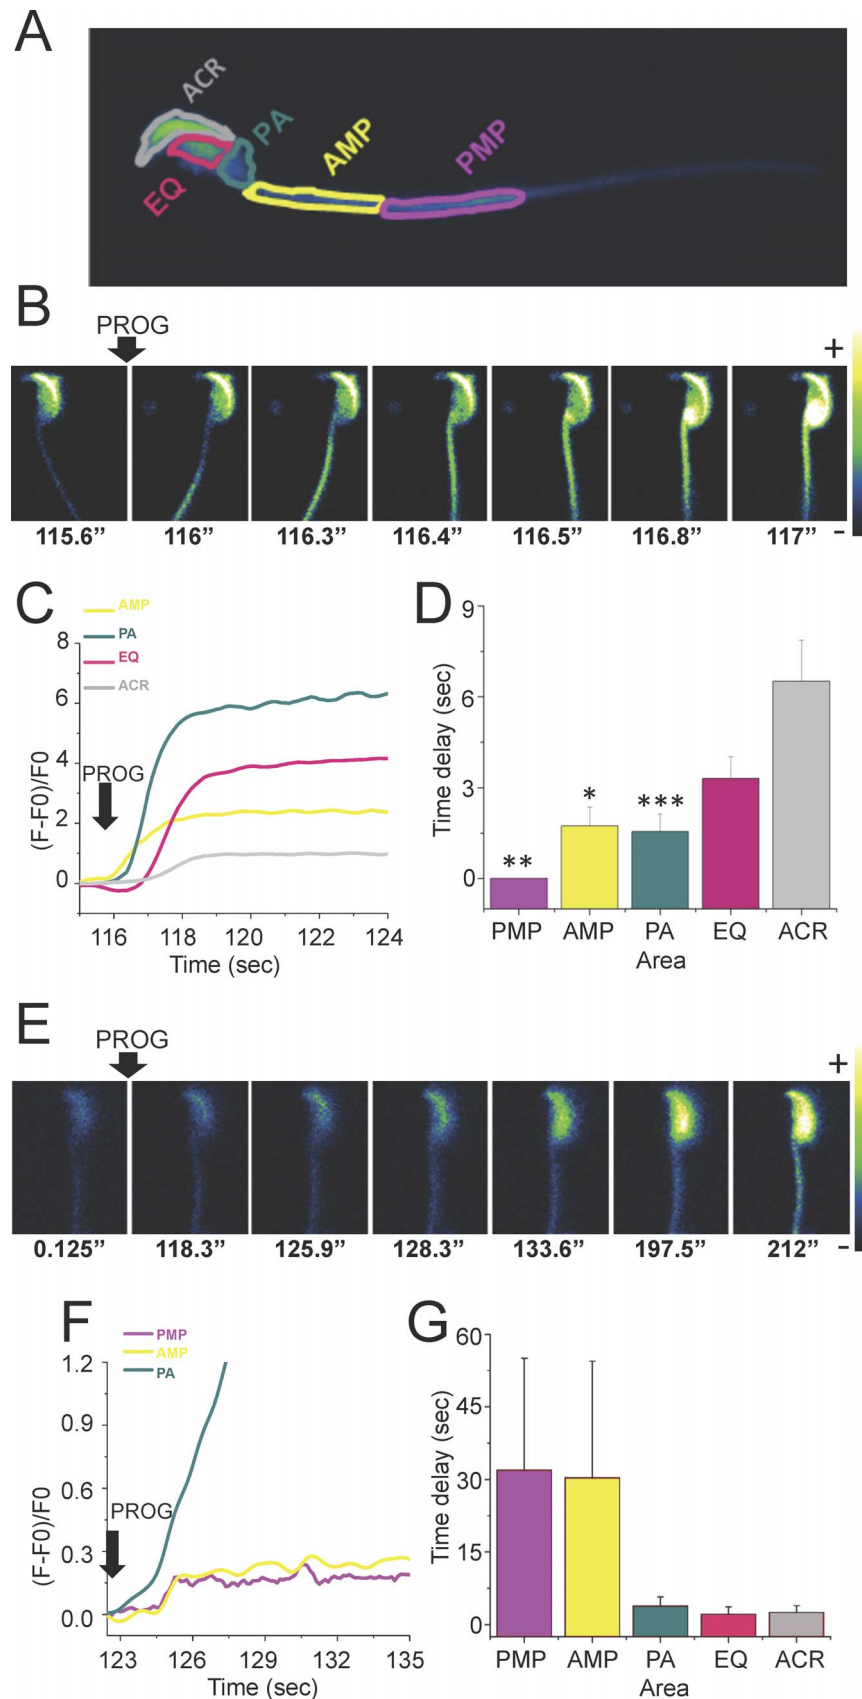 A
ACR
PA
AMP
PMP
EQ
B
PROG
+
115.6” 116” 116.3” 116.4” 116.5” 116.8” 117” -
C
AMP
PA
EQ
ACR
8
6
4
2
0
(F-F0)/F0
PROG
116 118 120 122 124
Time (sec)
D
9
6
3
0
Time delay (sec)
** * ***
PMP AMP PA EQ ACR
Area
E
PROG
+
0.125” 118.3” 125.9” 128.3” 133.6” 197.5” 212” -
F
PMP
AMP
PA
1.2
0.9
0.6
0.3
0.0
(F-F0)/F0
PROG
123 126 129 132 135
Time (sec)
G
60
45
30
15
0
Time delay (sec)
PMP AMP PA EQ ACR
Area